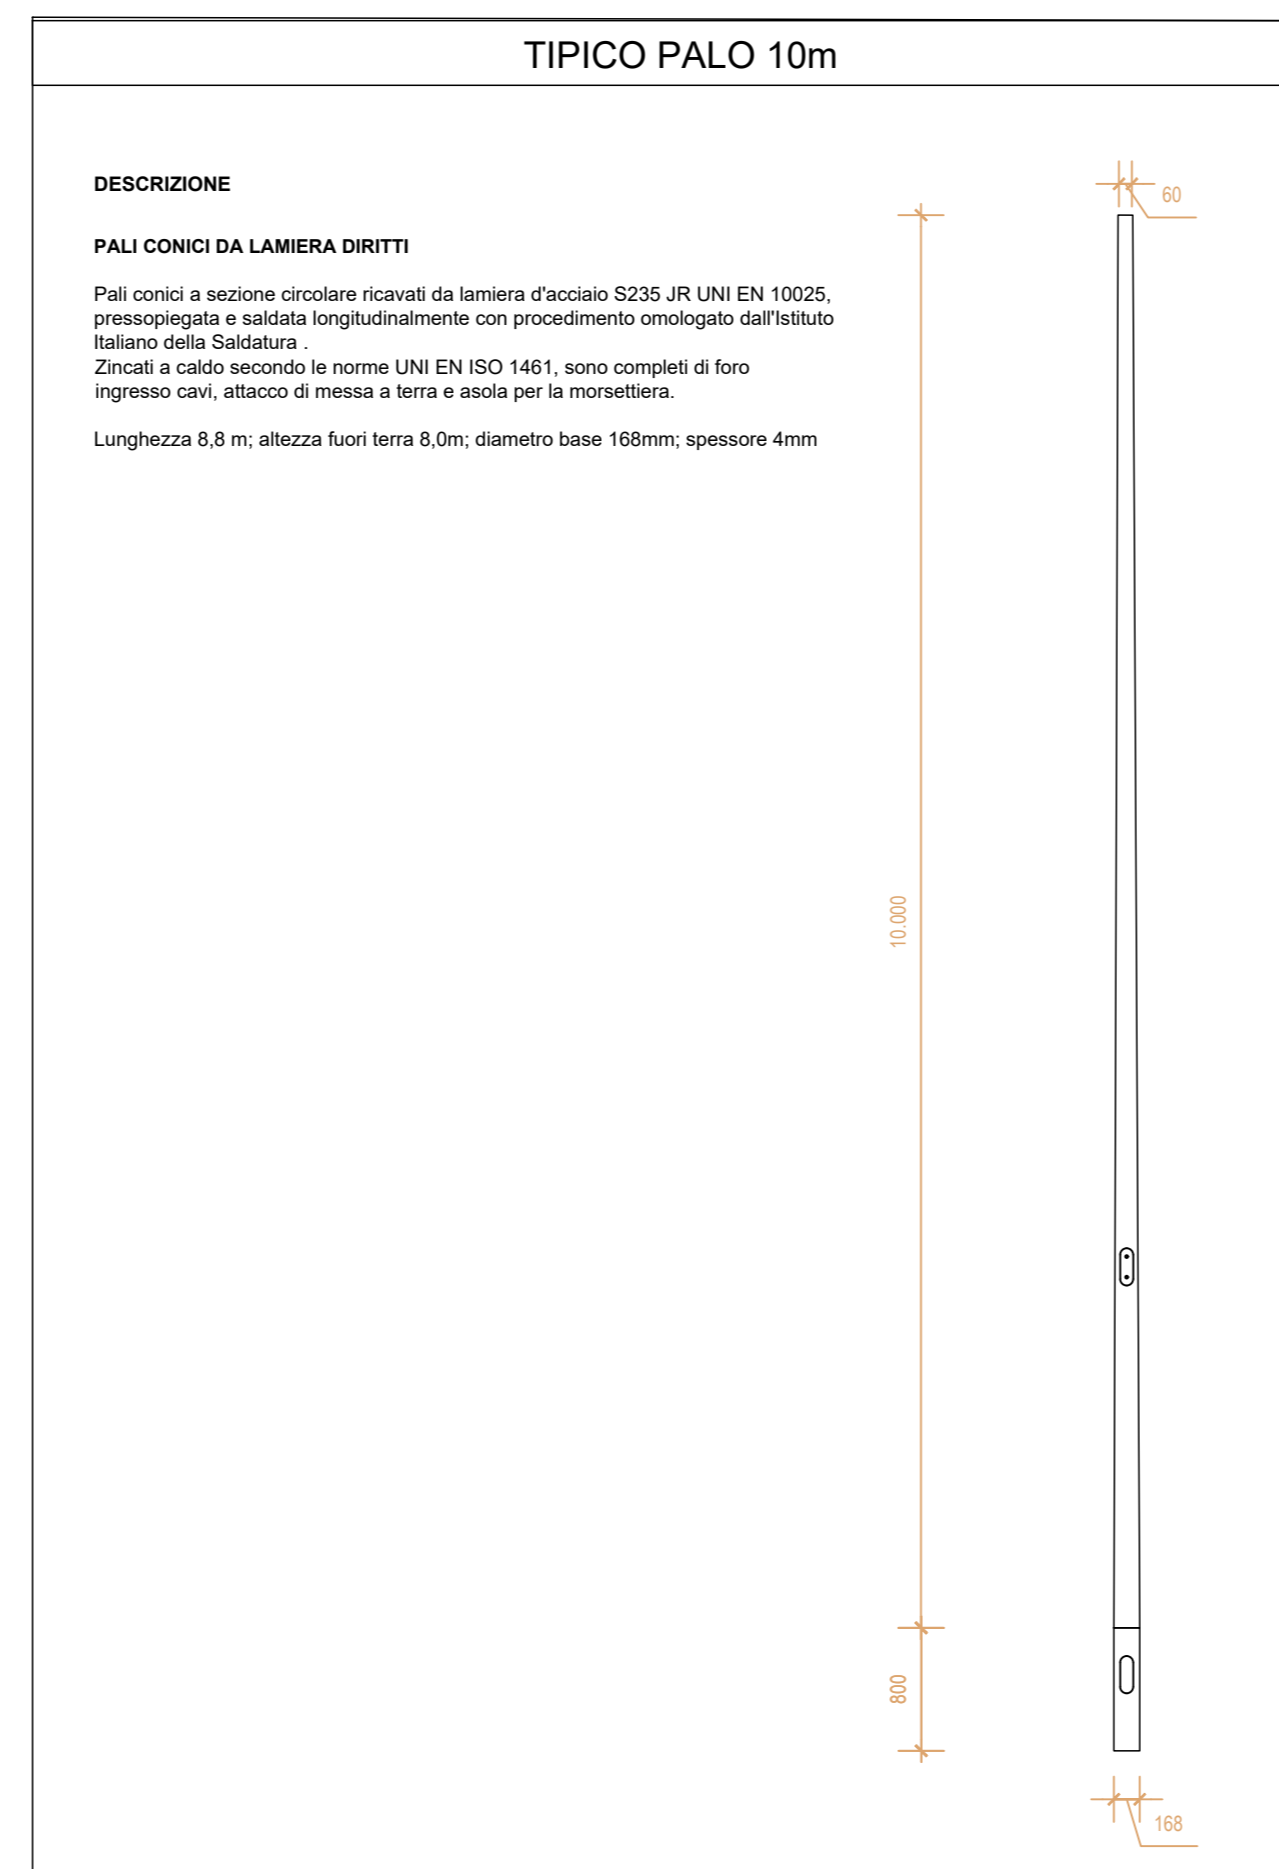 TIPICO PALO 10m
DESCRIZIONE
PALI CONICI DA LAMIERA DIRITTI
Pali conici a sezione circolare ricavati da lamiera d'acciaio S235 JR UNI EN 10025,
pressopiegata e saldata longitudinalmente con procedimento omologato dall'Istituto
Italiano della Saldatura .
Zincati a caldo secondo le norme UNI EN ISO 1461, sono completi di foro
ingresso cavi, attacco di messa a terra e asola per la morsettiera.
Lunghezza 8,8 m; altezza fuori terra 8,0m; diametro base 168mm; spessore 4mm
60
10.000
800
168